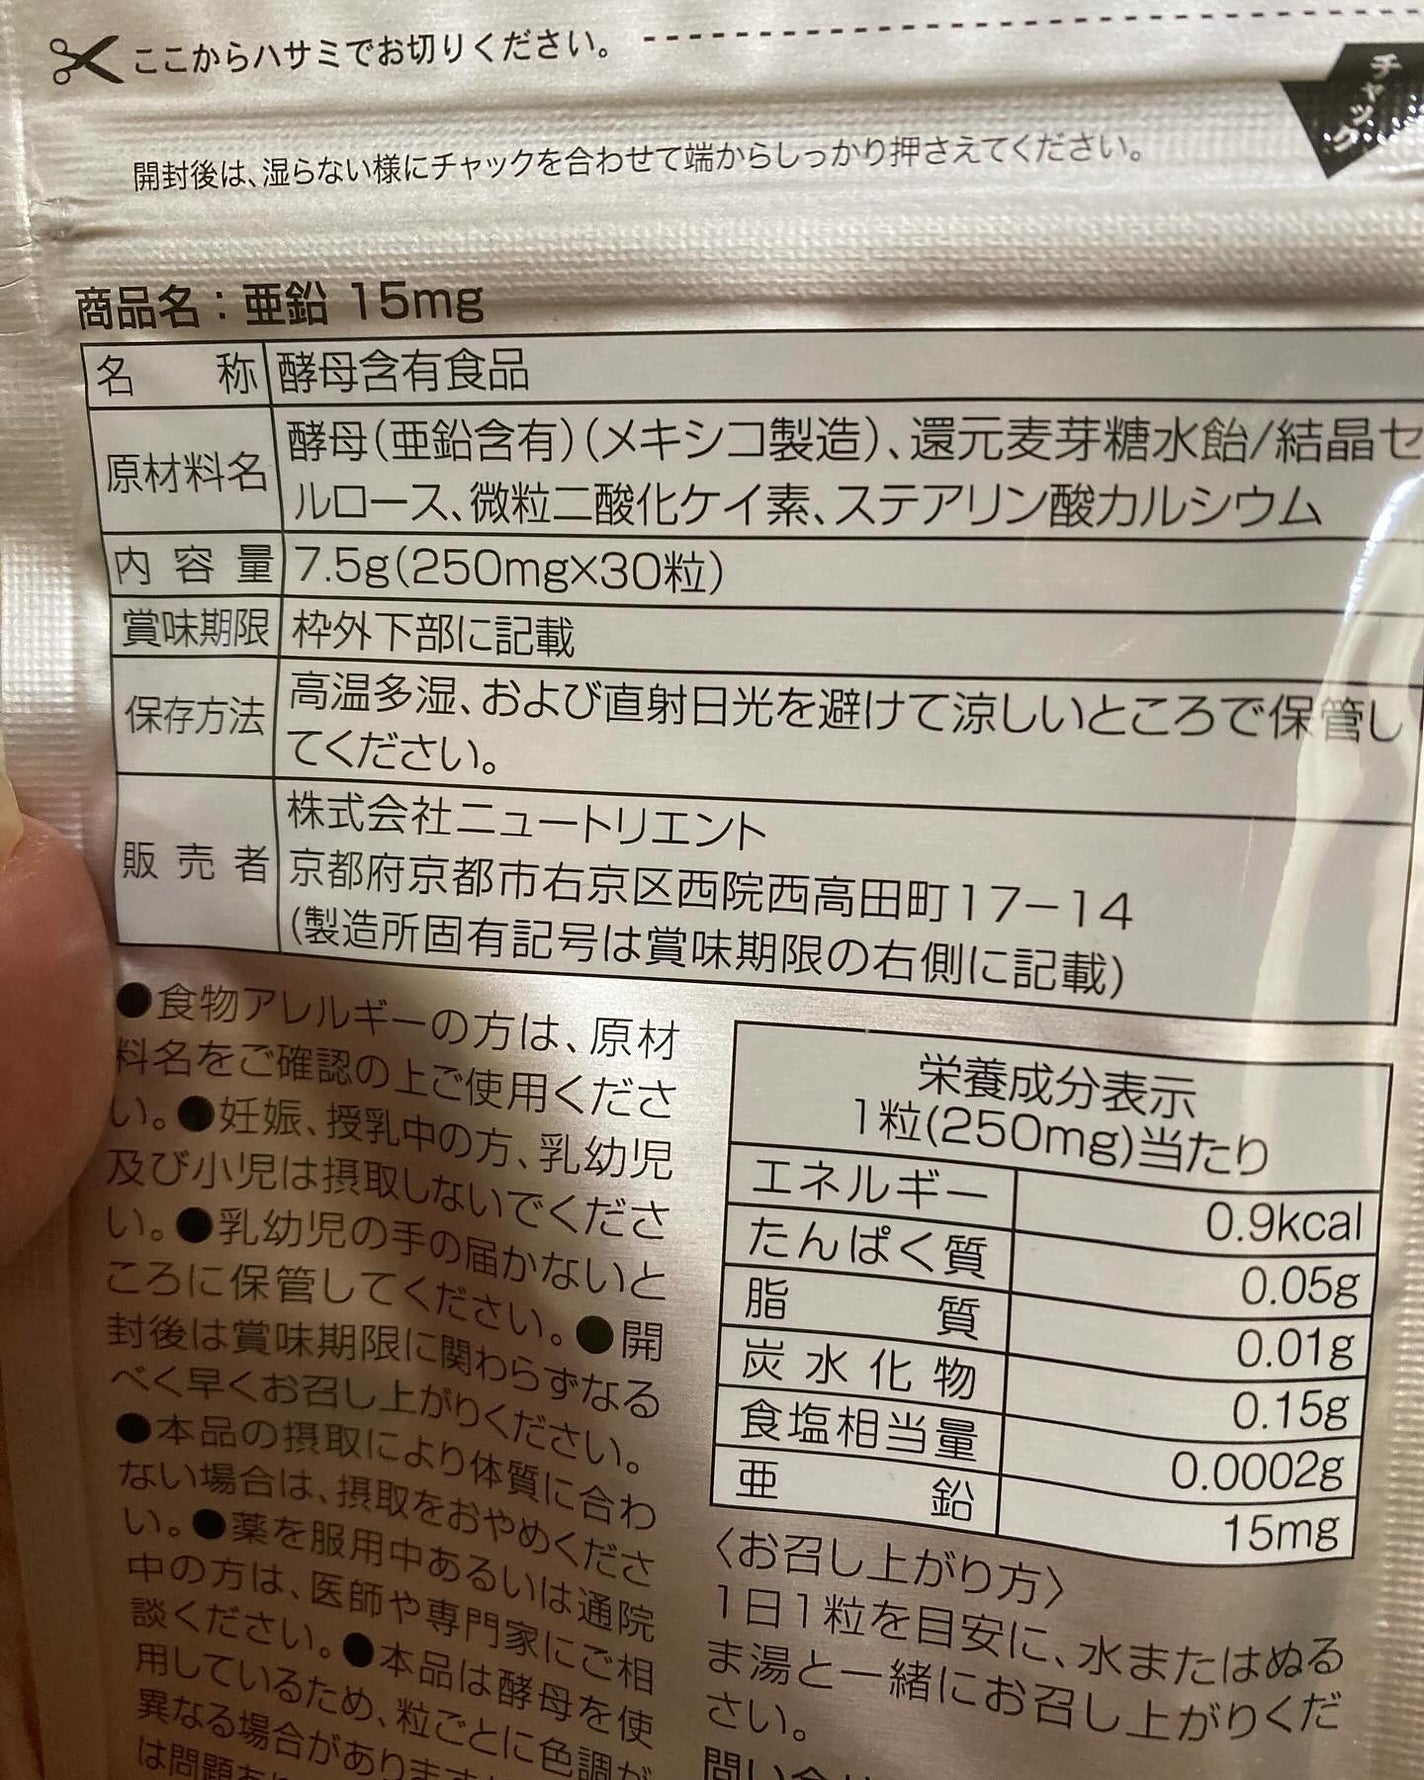 ここからハサミでお切りください。
チャック
開封後は、湿らない様にチャックを合わせて端からしっかり押さえてください。
商品名：亜鉛 15mg
名 称 酵母含有食品
原材料名 酵母(亜鉛含有)(メキシコ製造)、還元麦芽糖水飴/結晶セ
ルロース、微粒二酸化ケイ素、ステアリン酸カルシウム
内容量 7.5g(250mg×30粒)
賞味期限 枠外下部に記載
保存方法 高温多湿、および直射日光を避けて涼しいところで保管し
てください。
販売者 株式会社ニュートリエント
京都府京都市右京区西院西高田町17−14
(製造所固有記号は賞味期限の右側に記載)
●食物アレルギーの方は、原材
料名をご確認の上ご使用くださ
い。●妊娠、授乳中の方、乳幼児
及び小児は摂取しないでくださ
い。●乳幼児の手の届かないと
ころに保管してください。●開
封後は賞味期限に関わらずなる
べく早くお召し上がりください。
●本品の摂取により体質に合わ
ない場合は、摂取をおやめくださ
い。●薬を服用中あるいは通院
中の方は、医師や専門家にご相
談ください。●本品は酵母を使
用しているため、粒ごとに色調が
異なる場合がありますが
は問題あり
栄養成分表示
1粒(250mg)当たり
エネルギー 0.9kcal
たんぱく質 0.05g
脂 質 0.01g
炭水化物 0.15g
食塩相当量 0.0002g
亜 鉛 15mg
〈お召し上がり方〉
1日1粒を目安に、水またはぬる
ま湯と一緒にお召し上がりくだ
さい。
問い合わせ